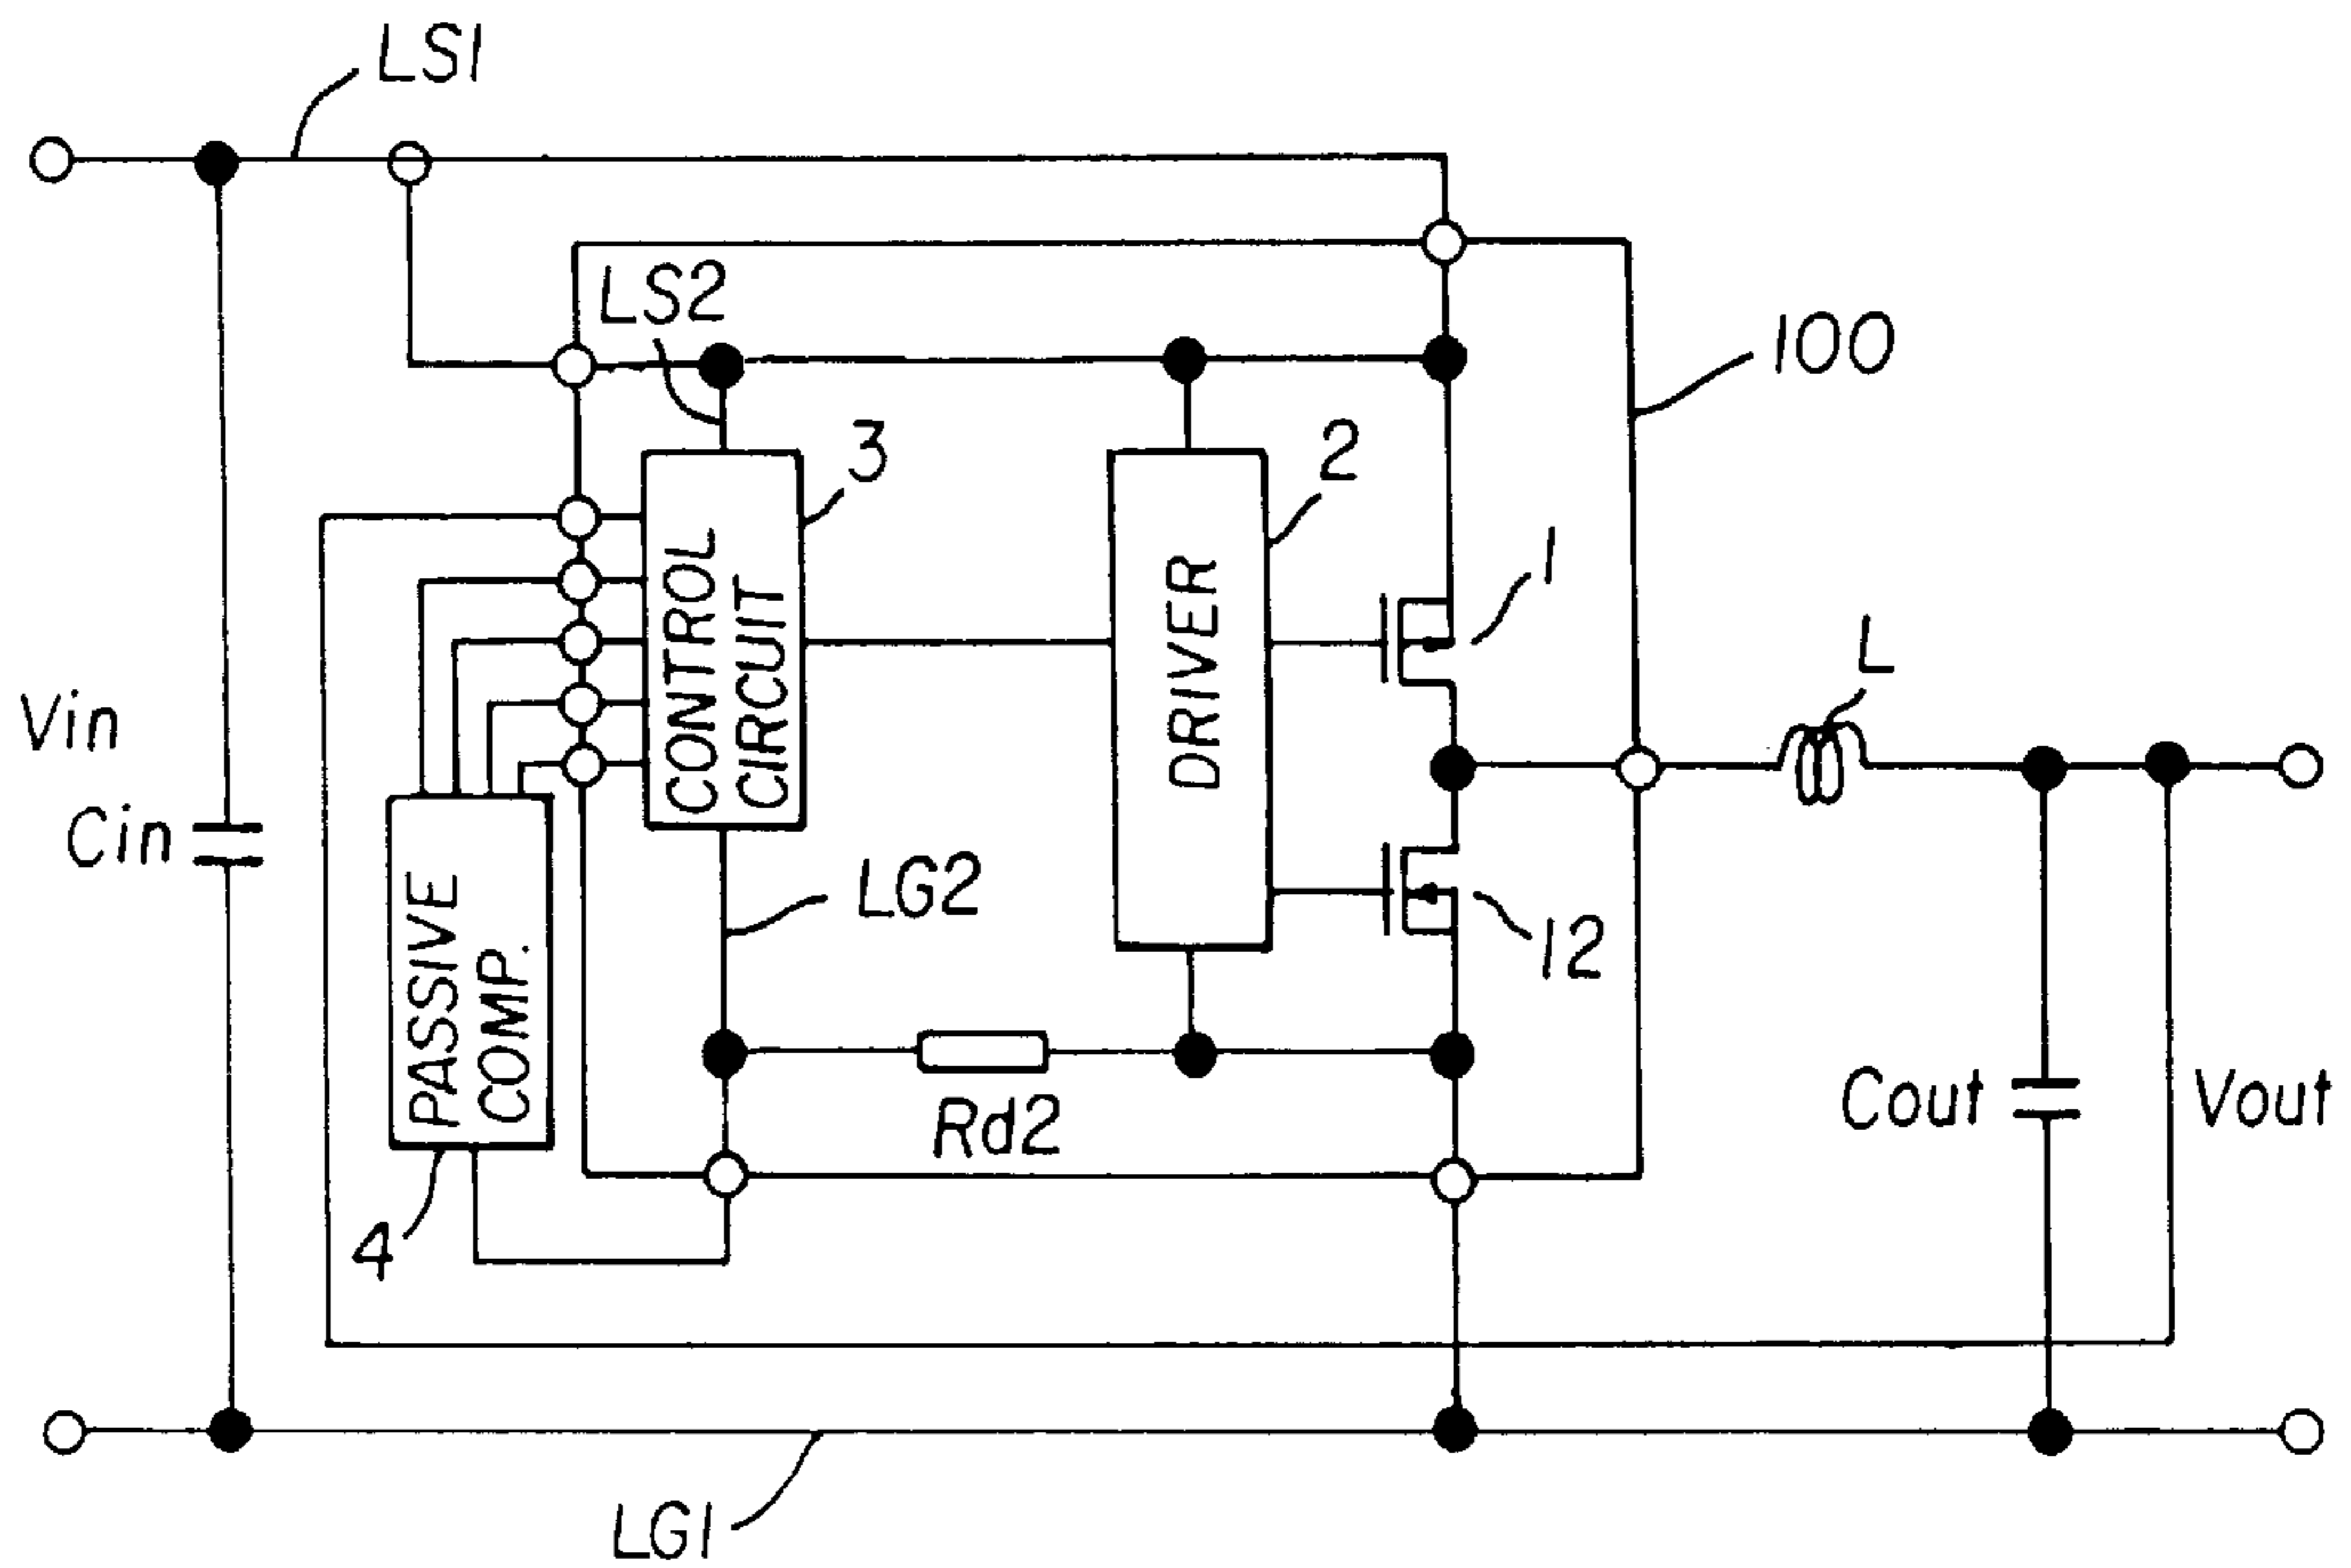 LS1
LS2
100
3
2
1
CONTROL
CIRCUIT
DRIVER
L
Vin
Cin
PASSIVE
COMP.
LG2
12
Rd2
Cout
Vout
4
LG1